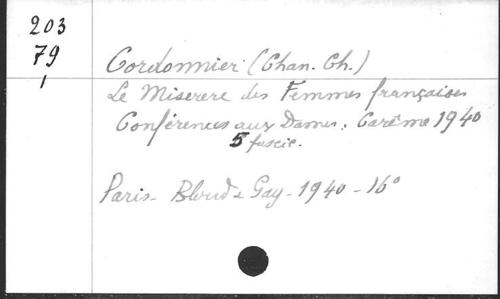 203
79
1
Cordonnier (Chan. Ch.)
Le Miserere des Femmes françaises
Conférences aux Dames. Carême 1940
5 fascic.
Paris - Bloud & Gay - 1940 - 16°